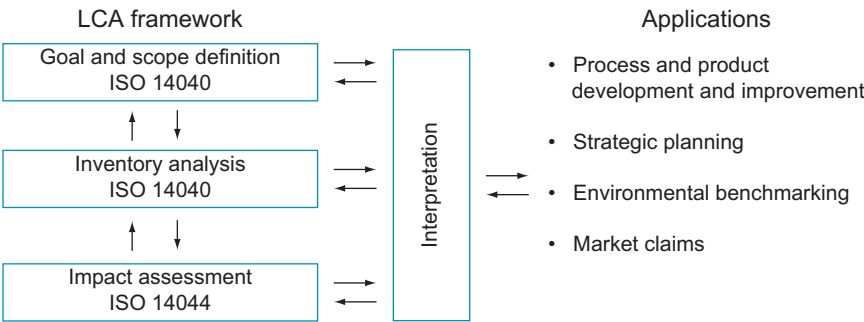 LCA framework
Goal and scope definition
ISO 14040
Inventory analysis
ISO 14040
Impact assessment
ISO 14044
Interpretation
Applications
• Process and product
development and improvement
• Strategic planning
• Environmental benchmarking
• Market claims